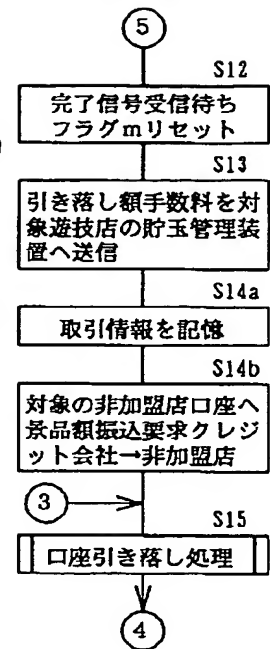 5
S12
完了信号受信待ち
フラグmリセット
S13
引き落し額手数料を対
象遊技店の貯玉管理装
置へ送信
S14a
取引情報を記憶
S14b
対象の非加盟店口座へ
景品額振込要求クレジ
ット会社→非加盟店
3
S15
口座引き落し処理
4